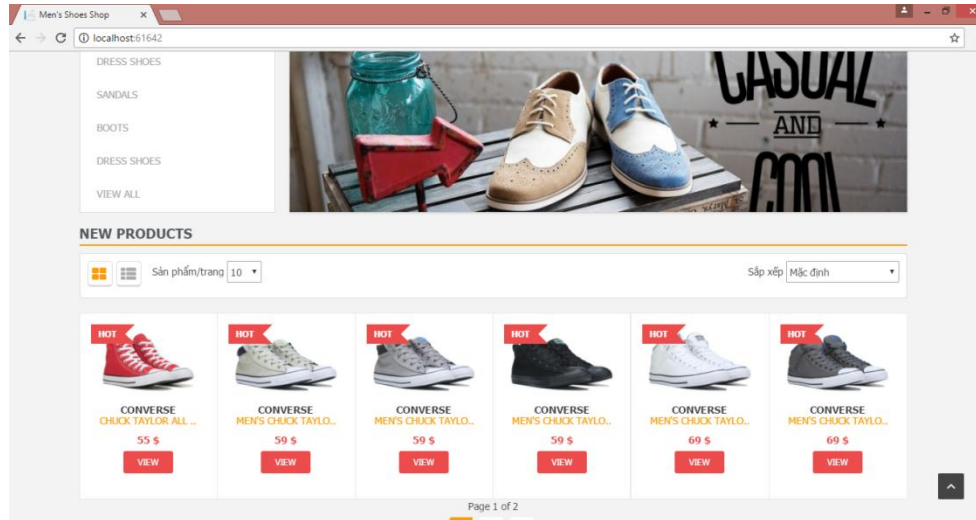 Men's Shoes Shop
localhost:61642
DRESS SHOES
SANDALS
BOOTS
DRESS SHOES
VIEW ALL
CASUAL
AND
COOL
NEW PRODUCTS
Sản phẩm/trang 10
Sắp xếp Mặc định
HOT HOT HOT HOT HOT HOT
CONVERSE CONVERSE CONVERSE CONVERSE CONVERSE CONVERSE
CHUCK TAYLOR ALL ... MEN'S CHUCK TAYLO... MEN'S CHUCK TAYLO... MEN'S CHUCK TAYLO... MEN'S CHUCK TAYLO... MEN'S CHUCK TAYLO...
55 $ 59 $ 59 $ 59 $ 69 $ 69 $
VIEW VIEW VIEW VIEW VIEW VIEW
Page 1 of 2